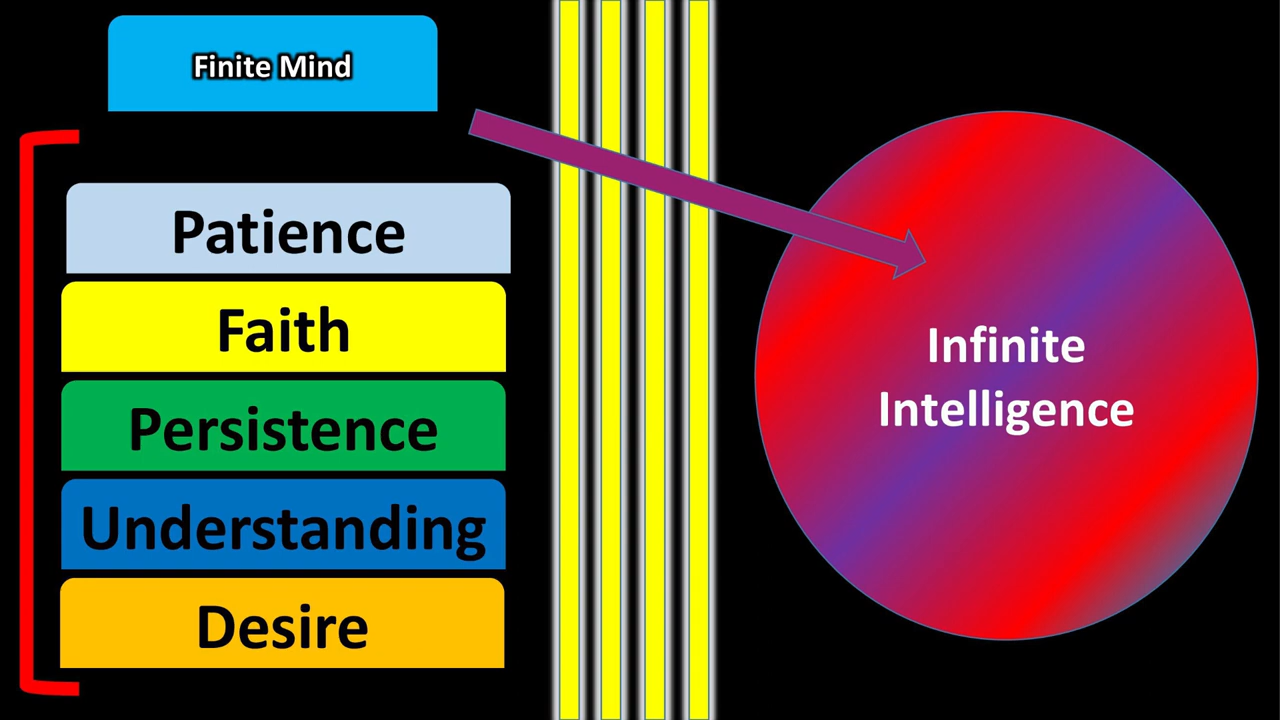 Finite Mind
Patience
Faith
Persistence
Understanding
Desire
Infinite
Intelligence